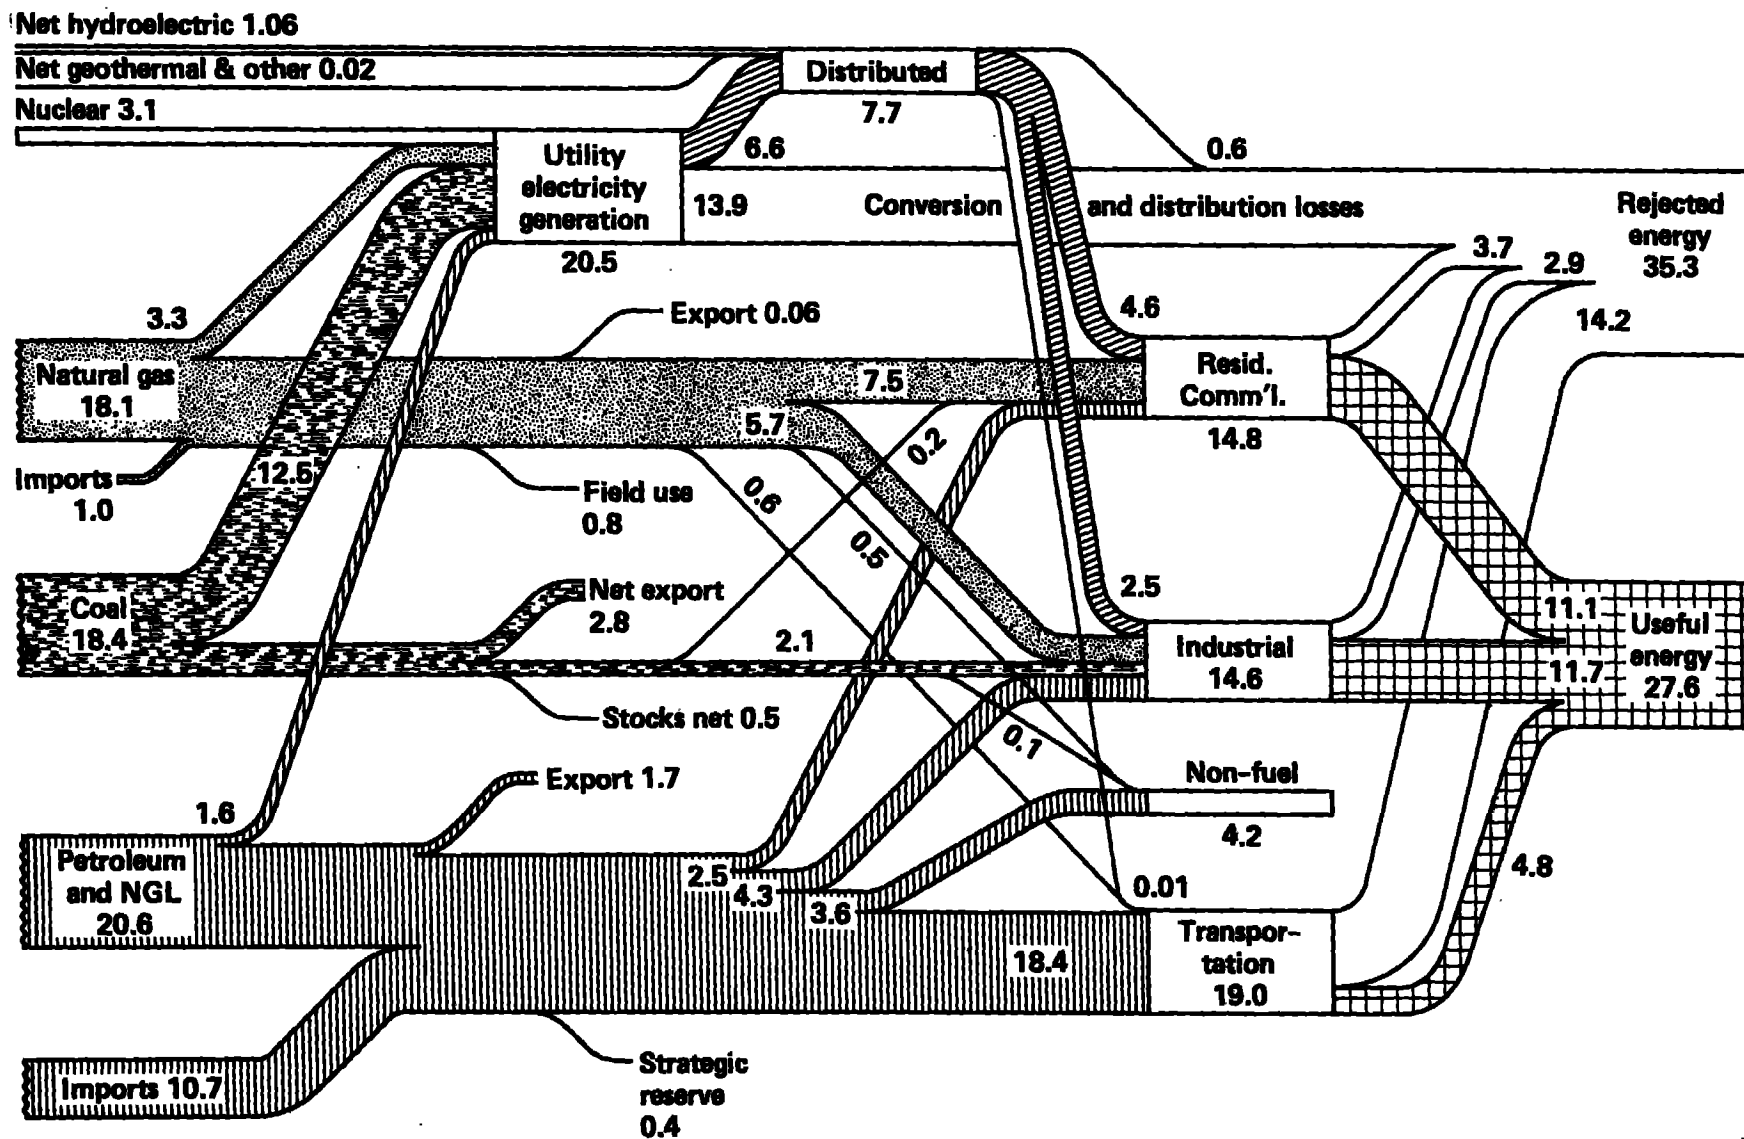 Net hydroelectric 1.06
Net geothermal & other 0.02
Nuclear 3.1
Distributed
7.7
6.6
0.6
Utility
electricity
generation
20.5
13.9
Conversion
and distribution losses
Rejected
energy
35.3
3.7
2.9
14.2
3.3
Export 0.06
4.6
Natural gas
18.1
7.5
Resid.
Comm'l.
14.8
5.7
0.2
Imports
1.0
12.5
Field use
0.8
0.6
0.5
Coal
18.4
Net export
2.8
2.1
2.5
Industrial
14.6
11.1
Useful
energy
27.6
11.7
Stocks net 0.5
0.1
Export 1.7
Non-fuel
4.2
1.6
Petroleum
and NGL
20.6
2.5
4.3
3.6
0.01
4.8
18.4
Transpor-
tation
19.0
Imports 10.7
Strategic
reserve
0.4